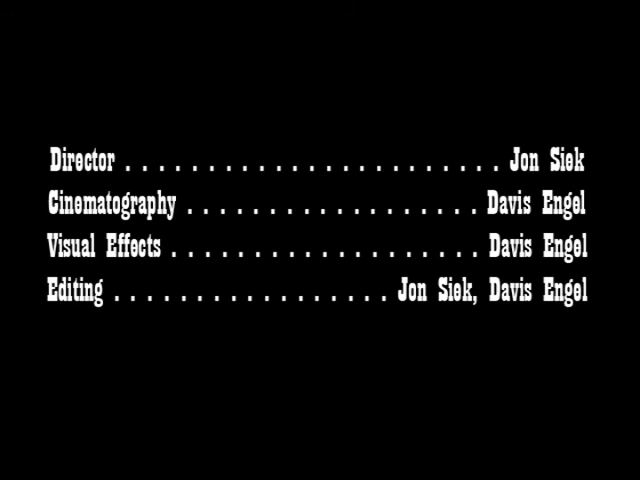 Director . . . . . . . . . . . . . . . . . . . . . . . Jon Siek
Cinematography . . . . . . . . . . . . . . . . . . Davis Engel
Visual Effects . . . . . . . . . . . . . . . . . . . Davis Engel
Editing . . . . . . . . . . . . . . . . . Jon Siek, Davis Engel